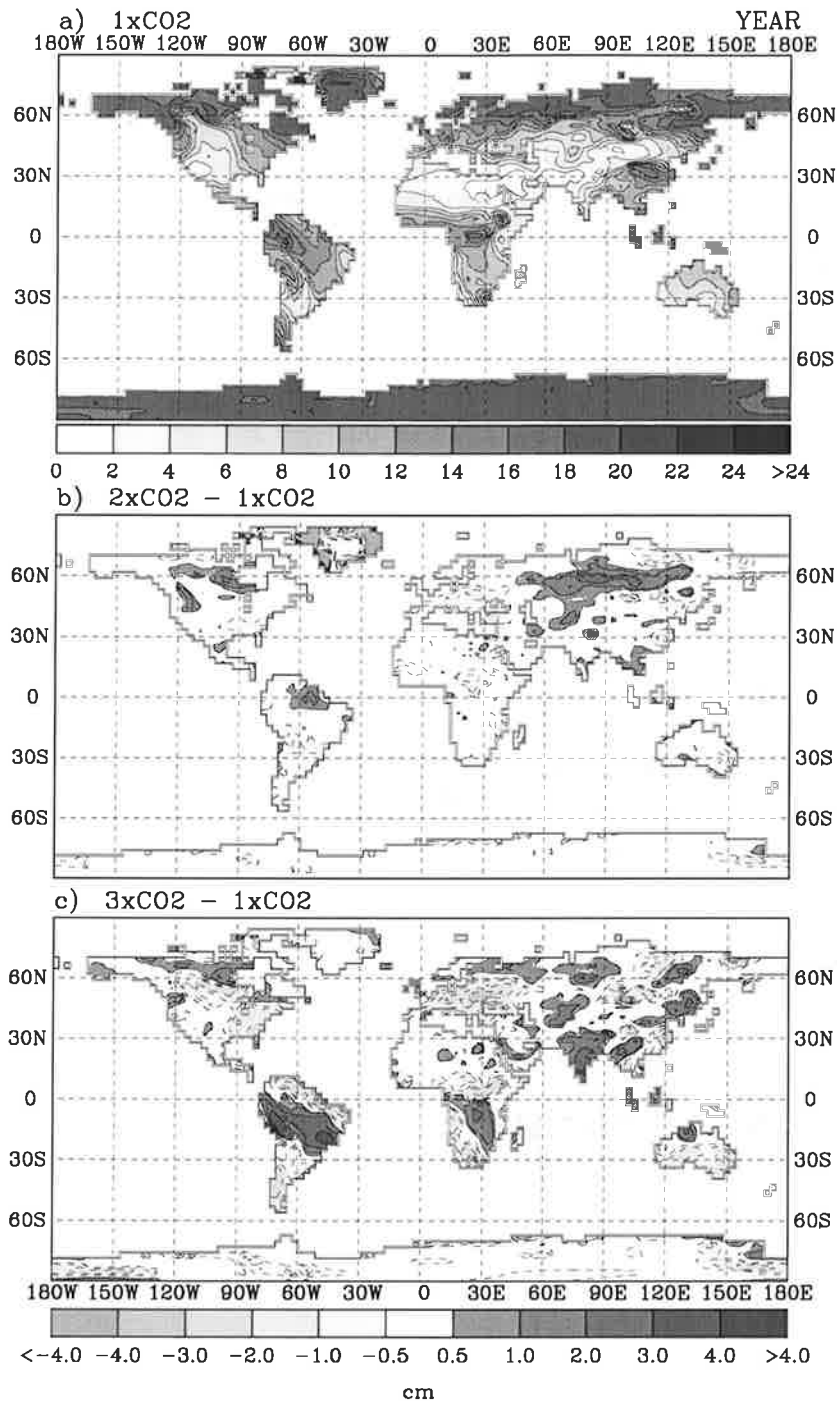 a) 1xCO2 YEAR
180W 150W 120W 90W 60W 30W 0 30E 60E 90E 120E 150E 180E
60N 60N
30N 30N
0 0
30S 30S
60S 60S
0 2 4 6 8 10 12 14 16 18 20 22 24 >24
b) 2xCO2 − 1xCO2
60N 60N
30N 30N
0 0
30S 30S
60S 60S
c) 3xCO2 − 1xCO2
60N 60N
30N 30N
0 0
30S 30S
60S 60S
180W 150W 120W 90W 60W 30W 0 30E 60E 90E 120E 150E 180E
<−4.0 −4.0 −3.0 −2.0 −1.0 −0.5 0.5 1.0 2.0 3.0 4.0 >4.0
cm